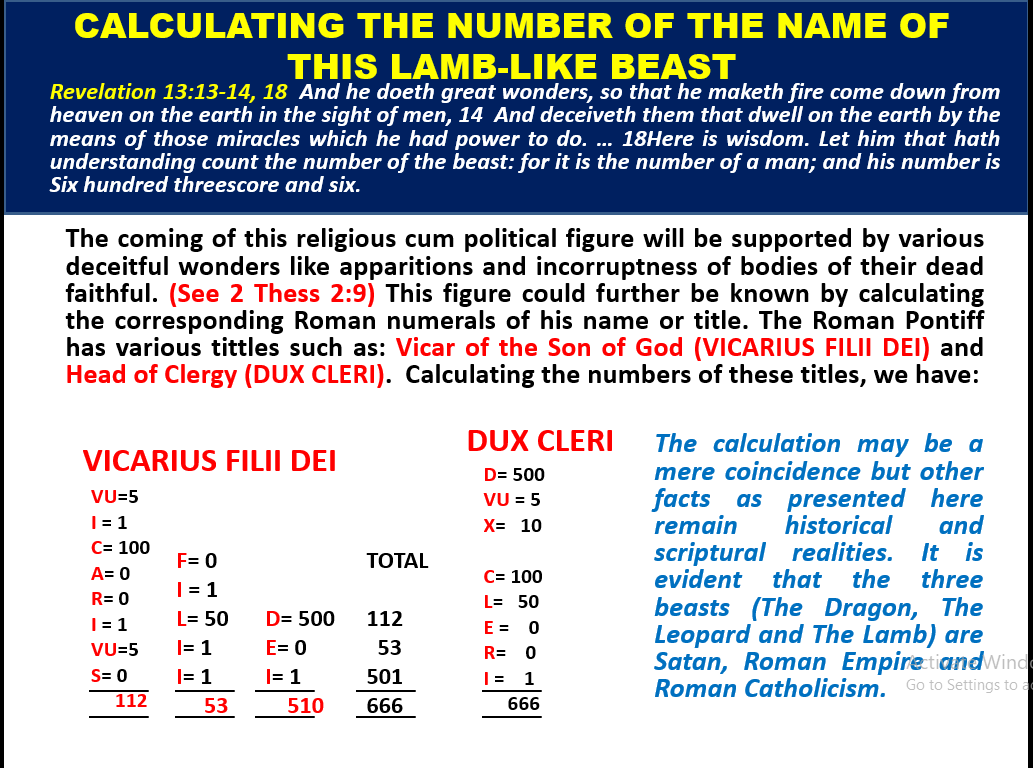 CALCULATING THE NUMBER OF THE NAME OF
THIS LAMB-LIKE BEAST
Revelation 13:13-14, 18 And he doeth great wonders, so that he maketh fire come down from
heaven on the earth in the sight of men, 14 And deceiveth them that dwell on the earth by the
means of those miracles which he had power to do. ... 18Here is wisdom. Let him that hath
understanding count the number of the beast: for it is the number of a man; and his number is
Six hundred threescore and six.
The coming of this religious cum political figure will be supported by various
deceitful wonders like apparitions and incorruptness of bodies of their dead
faithful. (See 2 Thess 2:9) This figure could further be known by calculating
the corresponding Roman numerals of his name or title. The Roman Pontiff
has various tittles such as: Vicar of the Son of God (VICARIUS FILII DEI) and
Head of Clergy (DUX CLERI). Calculating the numbers of these titles, we have:
VICARIUS FILII DEI
VU=5
I = 1
C= 100
A= 0
R= 0
I = 1
VU=5
S= 0
112
F= 0
I = 1
L= 50
I= 1
I= 1
53
D= 500
E= 0
I= 1
510
TOTAL
112
53
501
666
DUX CLERI
D= 500
VU = 5
X= 10
C= 100
L= 50
E = 0
R= 0
I = 1
666
The calculation may be a
mere coincidence but other
facts as presented here
remain historical and
scriptural realities. It is
evident that the three
beasts (The Dragon, The
Leopard and The Lamb) are
Satan, Roman Empire and
Roman Catholicism.
Go to Settings to a